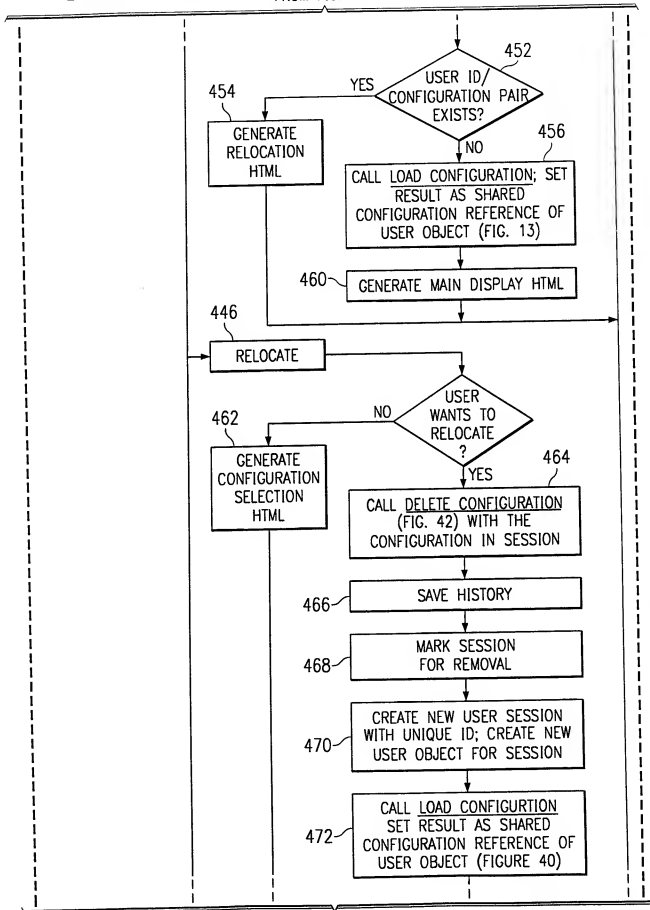 452
USER ID/
CONFIGURATION PAIR
EXISTS?
YES
454
GENERATE
RELOCATION
HTML
NO
456
CALL LOAD CONFIGURATION; SET
RESULT AS SHARED
CONFIGURATION REFERENCE OF
USER OBJECT (FIG. 13)
460
GENERATE MAIN DISPLAY HTML
446
RELOCATE
USER
WANTS TO
RELOCATE
?
NO
462
GENERATE
CONFIGURATION
SELECTION
HTML
YES
464
CALL DELETE CONFIGURATION
(FIG. 42) WITH THE
CONFIGURATION IN SESSION
466
SAVE HISTORY
468
MARK SESSION
FOR REMOVAL
470
CREATE NEW USER SESSION
WITH UNIQUE ID; CREATE NEW
USER OBJECT FOR SESSION
472
CALL LOAD CONFIGURTION
SET RESULT AS SHARED
CONFIGURATION REFERENCE OF
USER OBJECT (FIGURE 40)